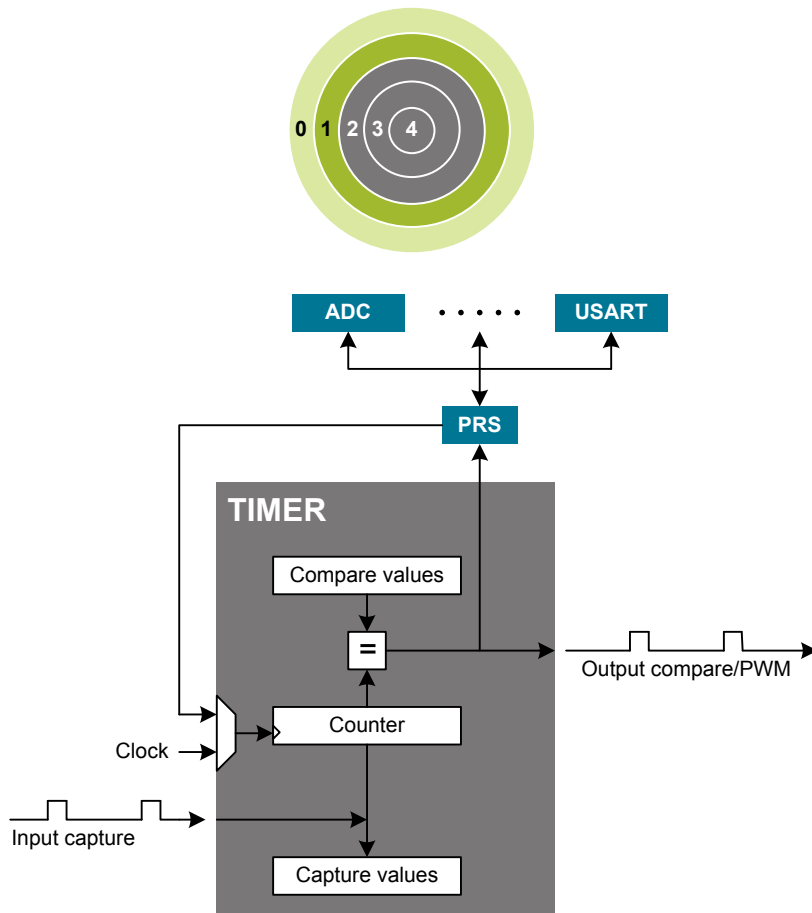 0 1 2 3 4
ADC ..... USART
PRS
TIMER
Compare values
=
Output compare/PWM
Counter
Clock
Input capture
Capture values